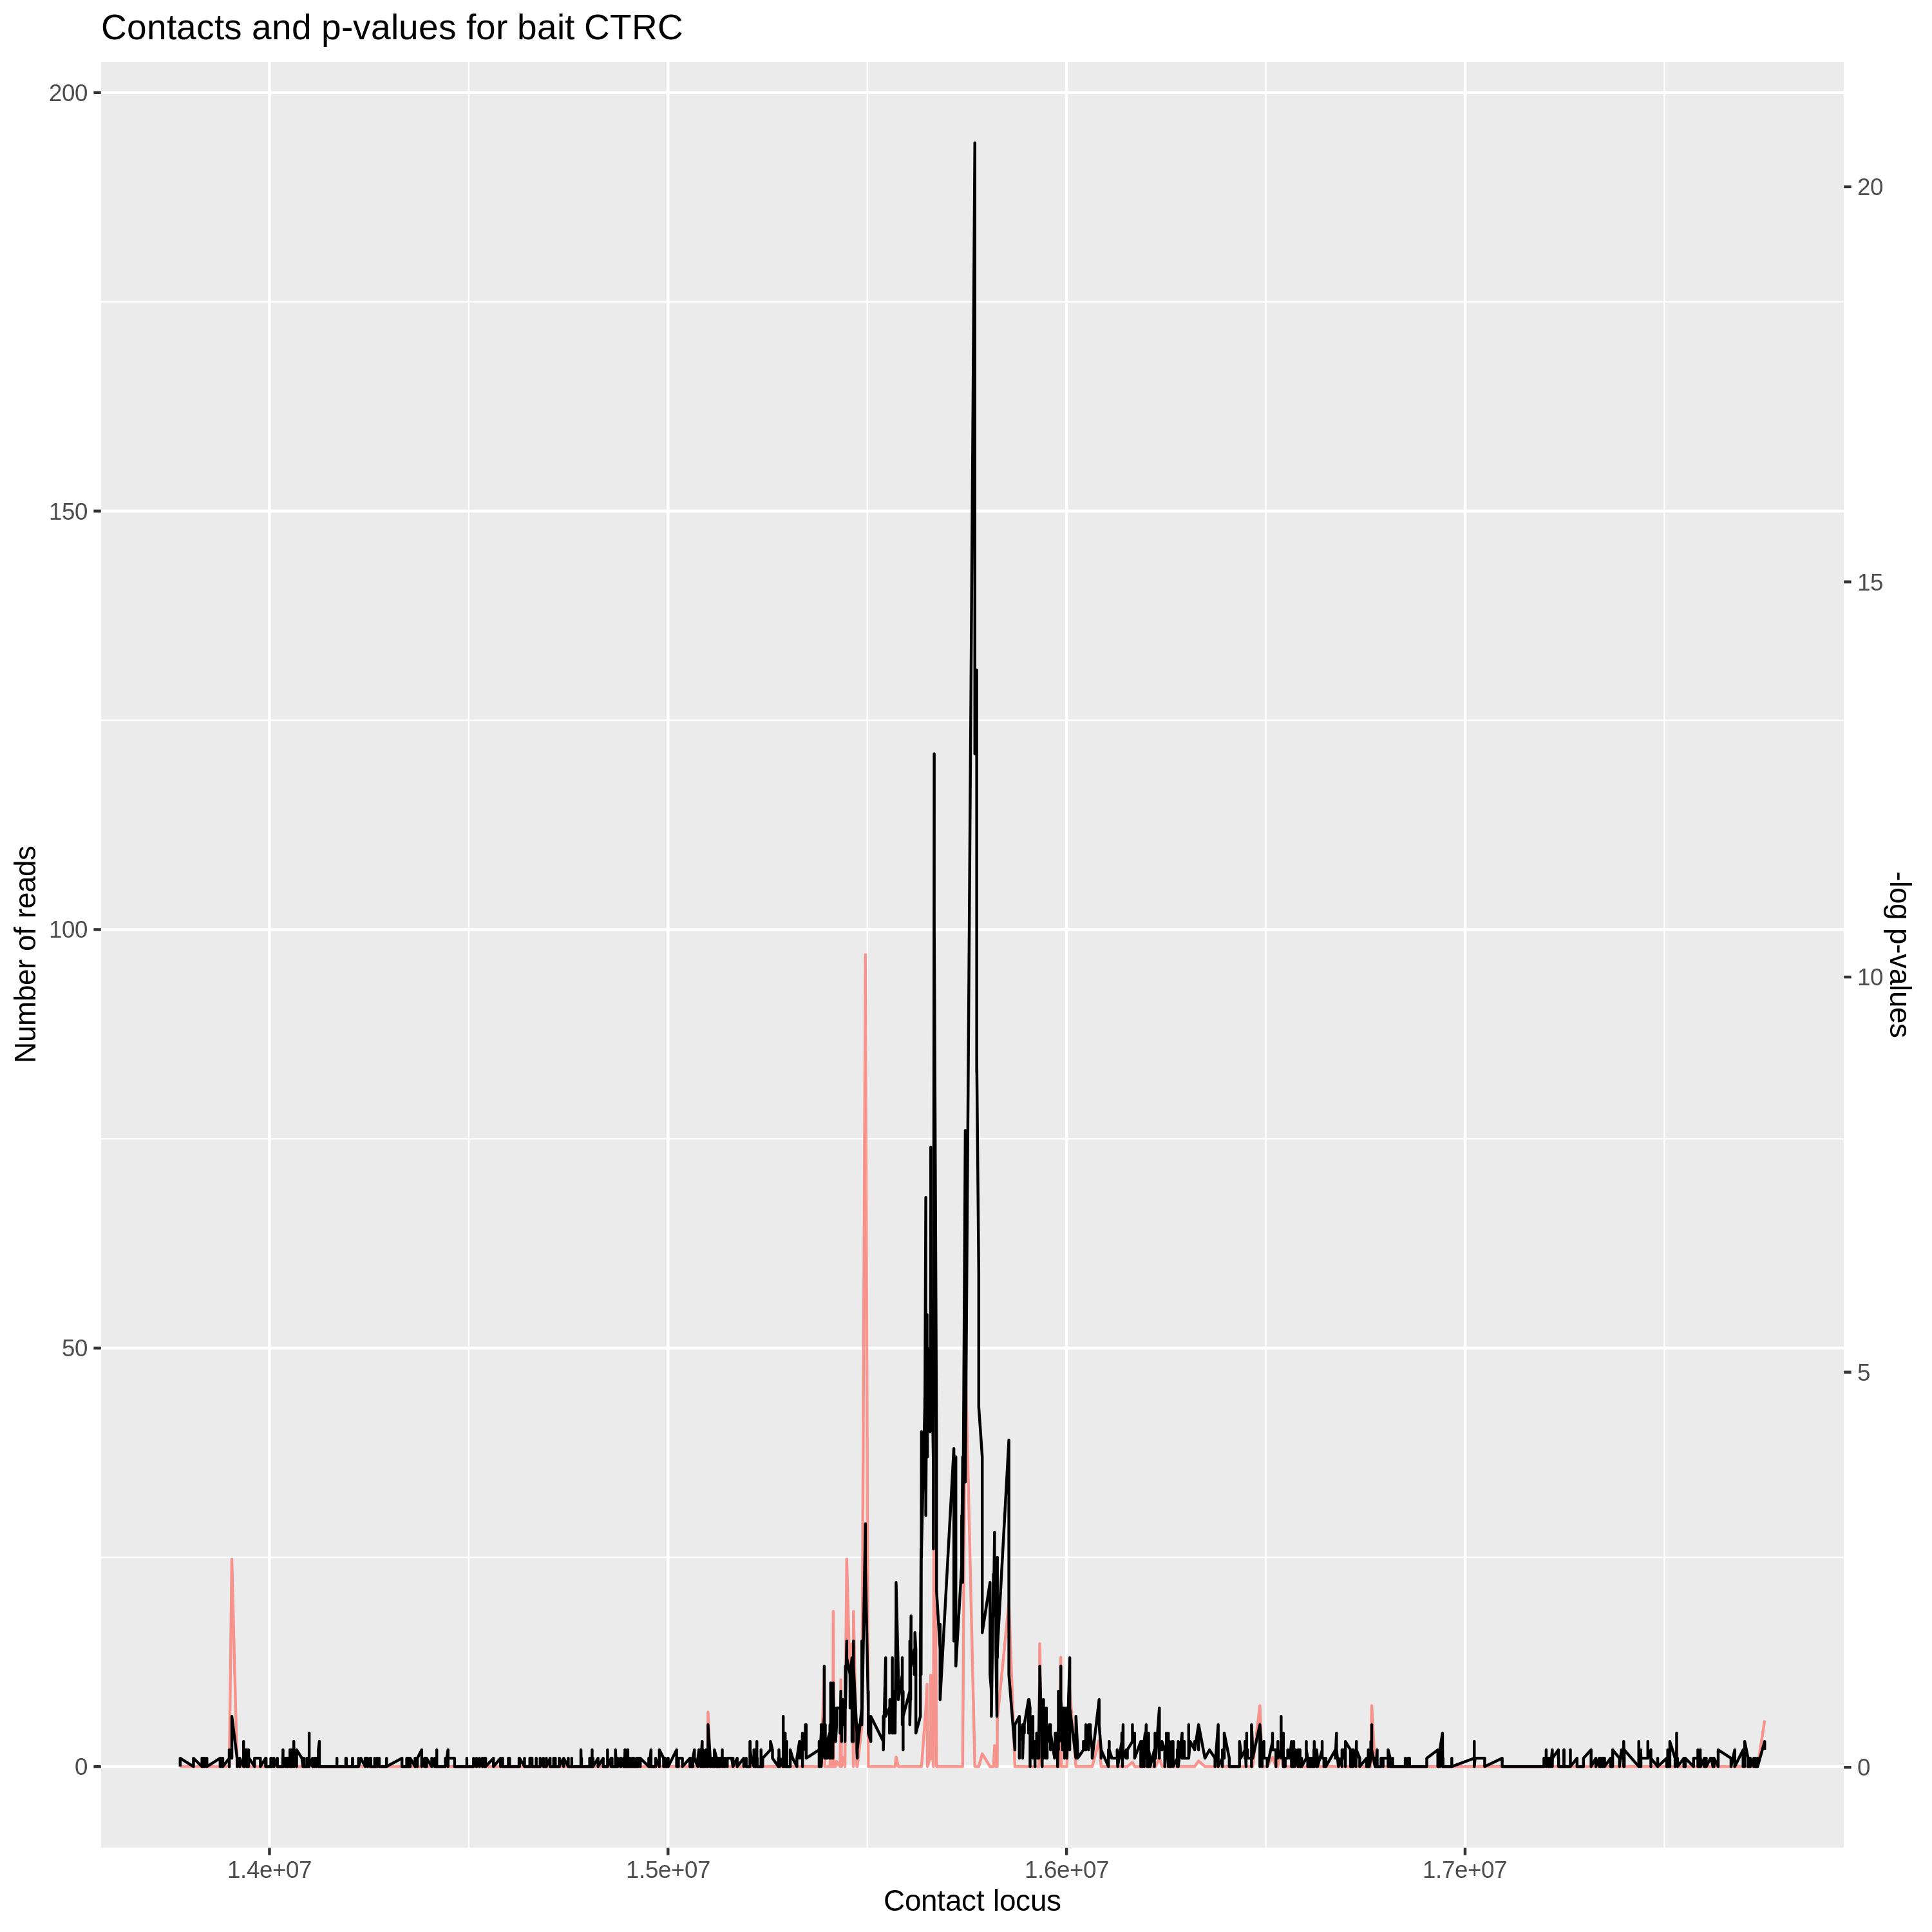 Contacts and p-values for bait CTRC
200
150
100
50
0
Number of reads
20
15
10
5
0
-log p-values
1.4e+07
1.5e+07
1.6e+07
1.7e+07
Contact locus